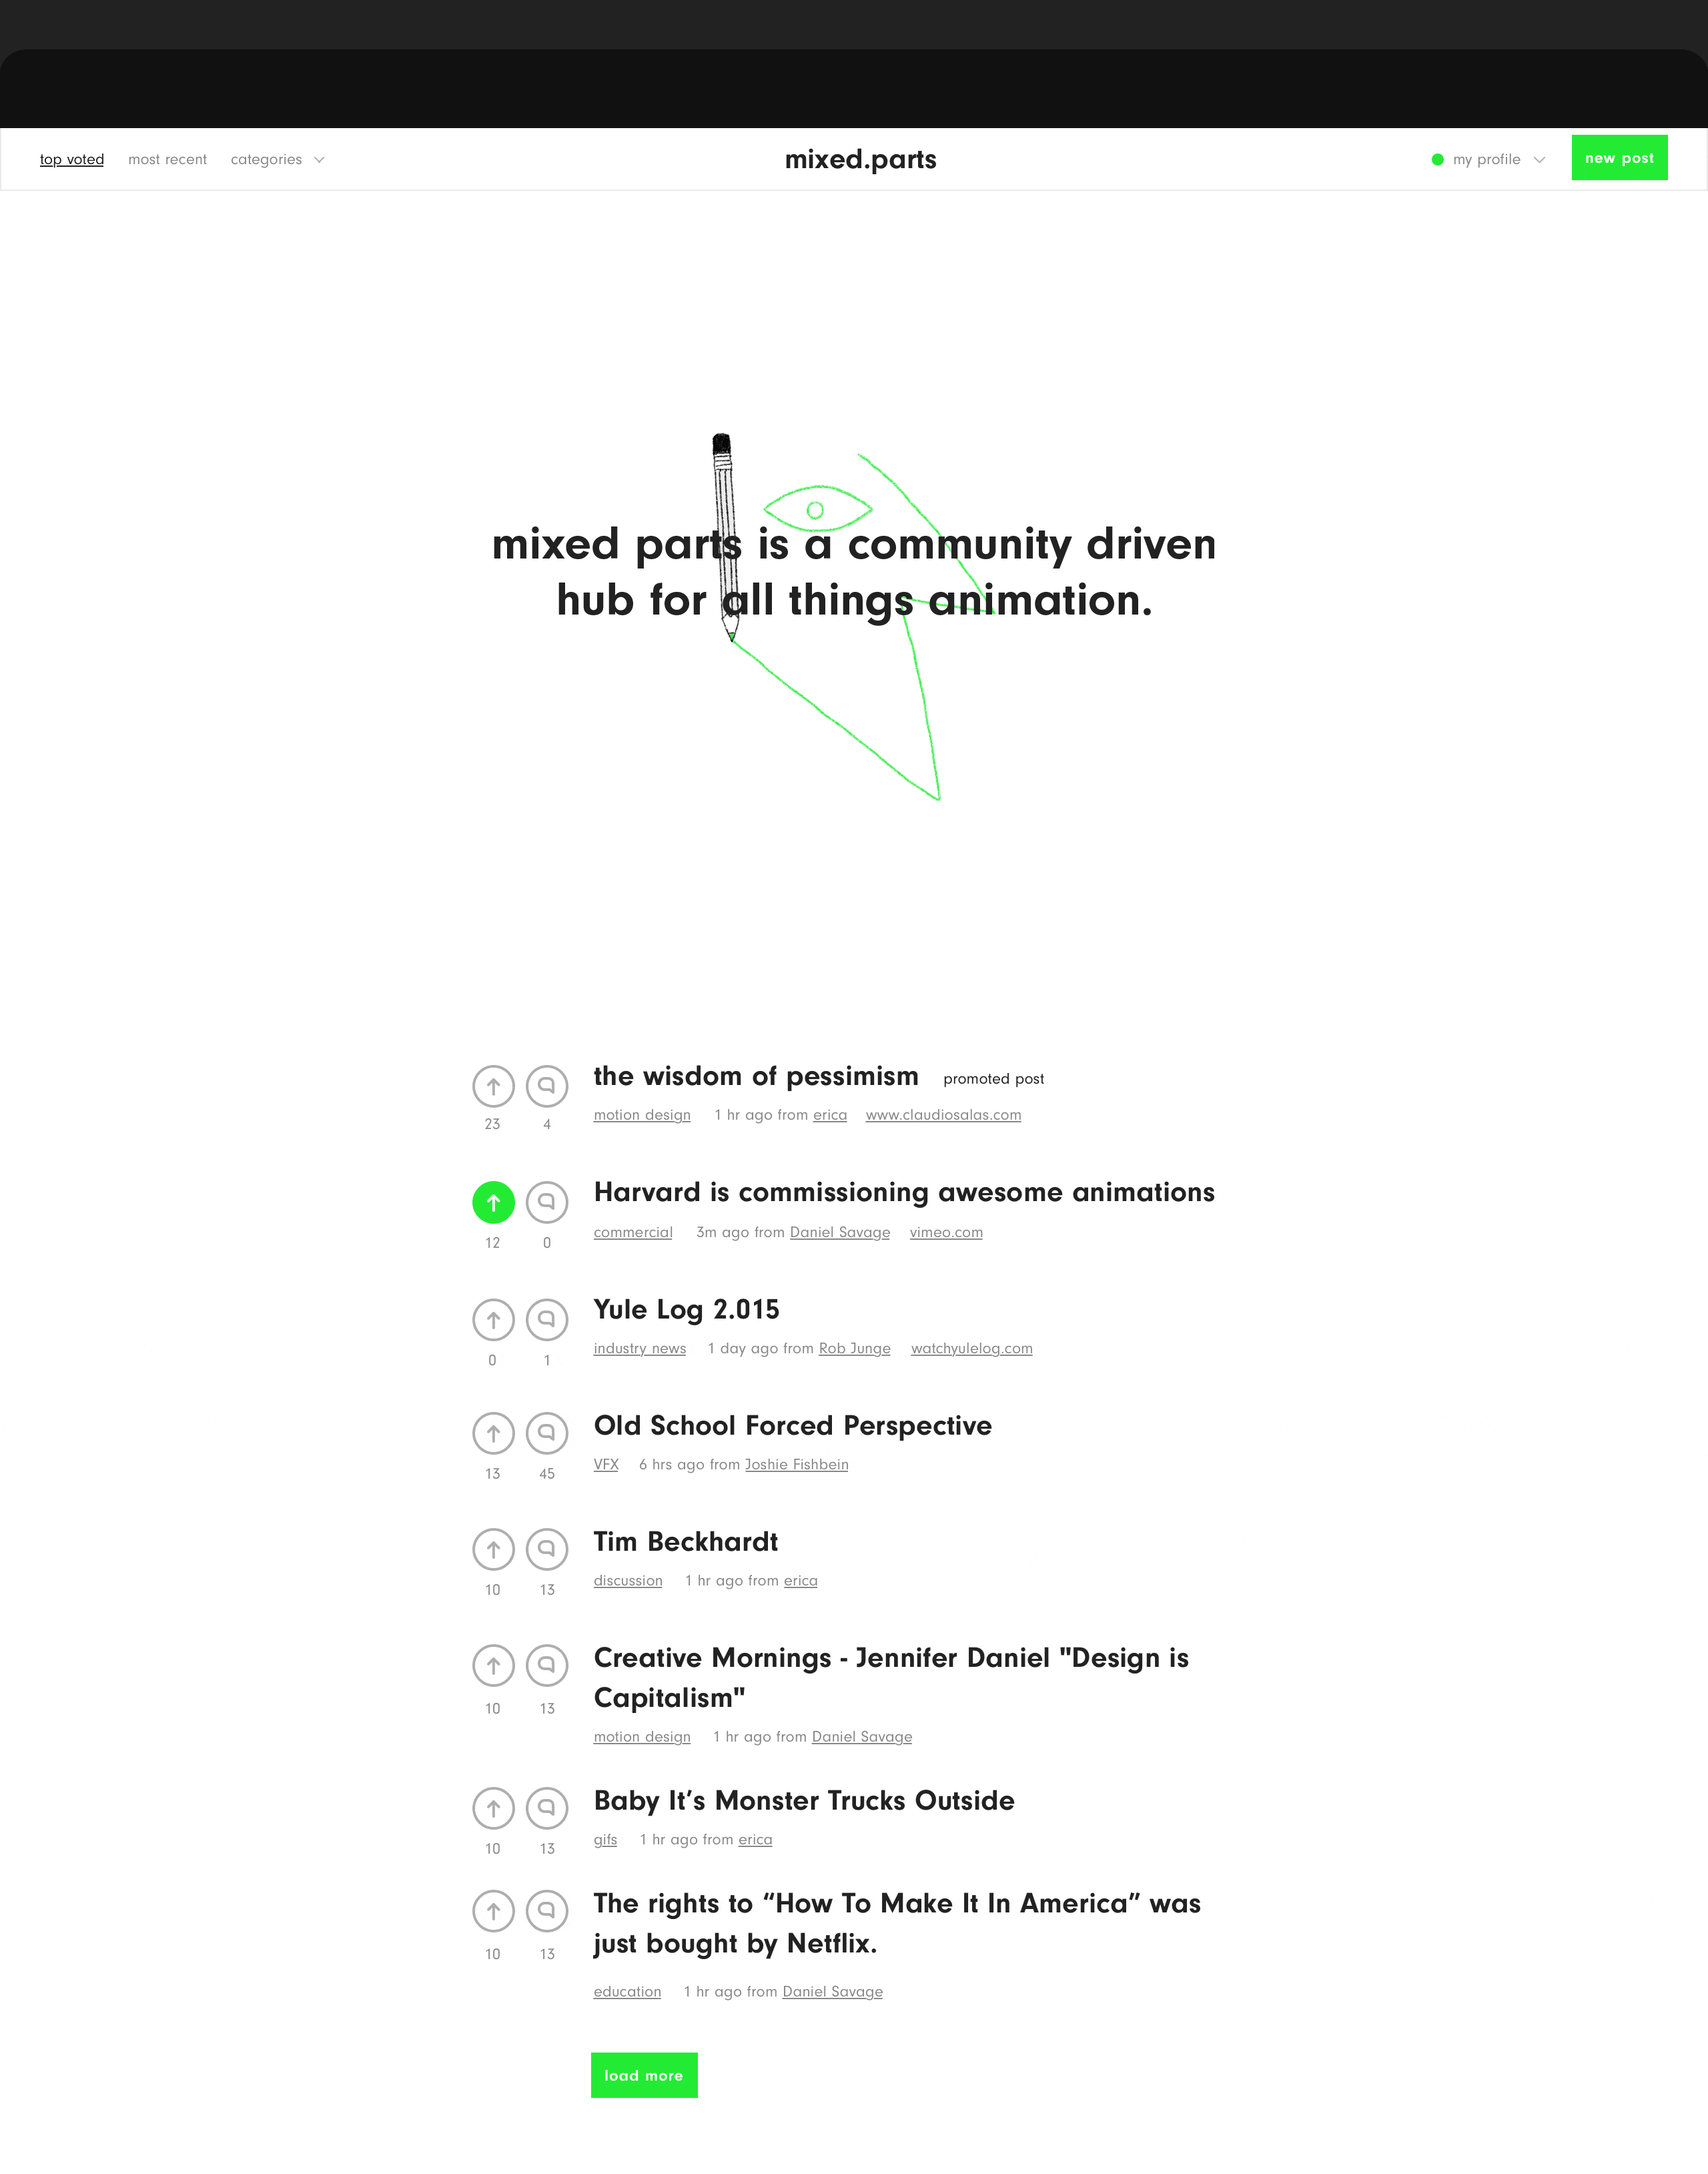 top voted most recent categories mixed.parts my profile new post
mixed parts is a community driven
hub for all things animation.
the wisdom of pessimism promoted post
motion design 1 hr ago from erica www.claudiosalas.com
23 4
Harvard is commissioning awesome animations
commercial 3m ago from Daniel Savage vimeo.com
12 0
Yule Log 2.015
industry news 1 day ago from Rob Junge watchyulelog.com
0 1
Old School Forced Perspective
VFX 6 hrs ago from Joshie Fishbein
13 45
Tim Beckhardt
discussion 1 hr ago from erica
10 13
Creative Mornings - Jennifer Daniel "Design is
Capitalism"
10 13
motion design 1 hr ago from Daniel Savage
Baby It’s Monster Trucks Outside
gifs 1 hr ago from erica
10 13
The rights to “How To Make It In America” was
just bought by Netflix.
10 13
education 1 hr ago from Daniel Savage
load more